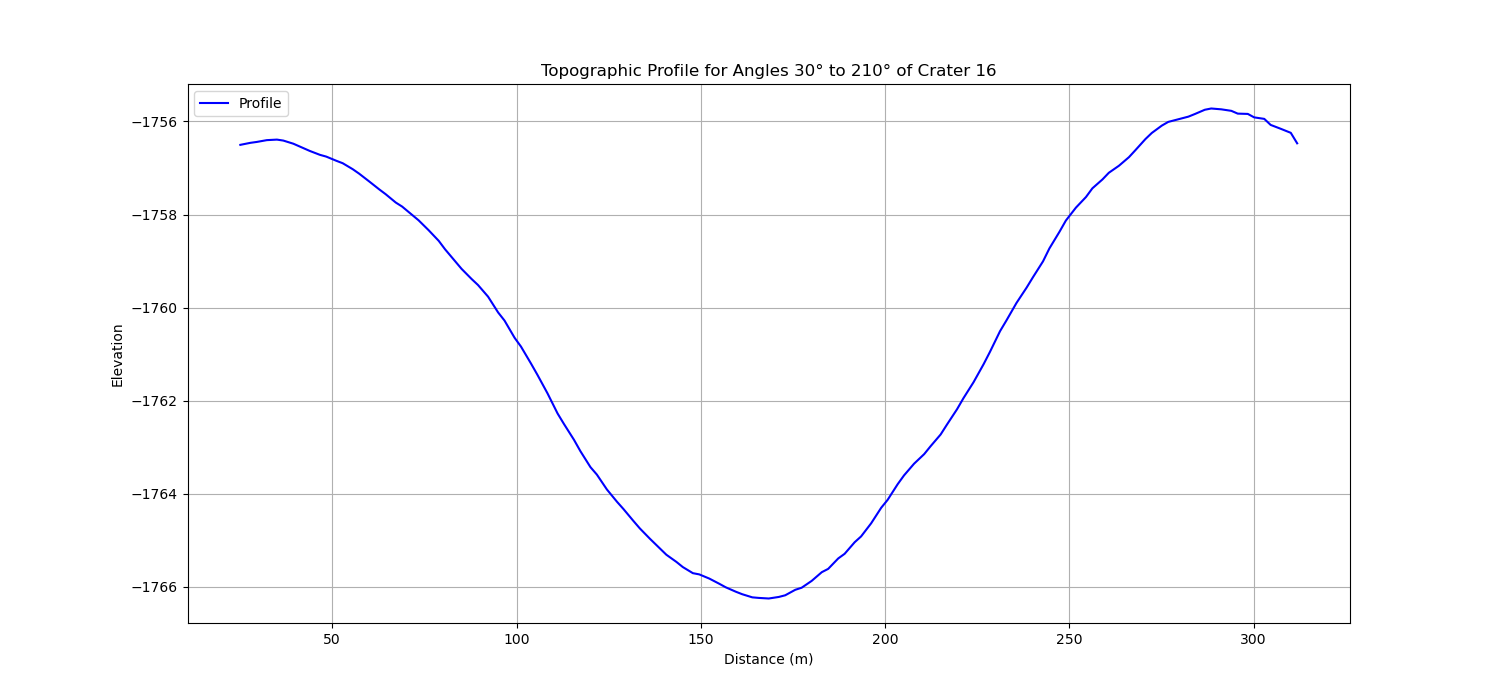 Topographic Profile for Angles 30° to 210° of Crater 16
Profile
−1756
−1758
−1760
−1762
−1764
−1766
Elevation
50 100 150 200 250 300
Distance (m)